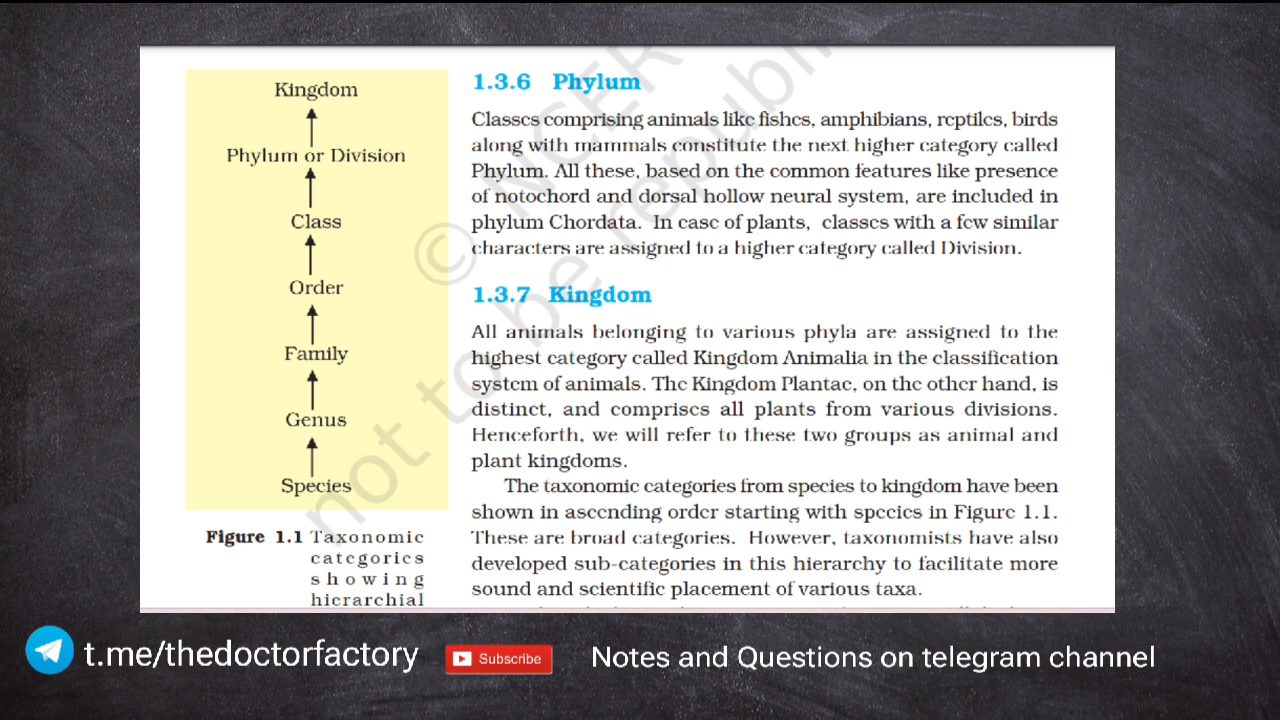 Kingdom
Phylum or Division
Class
Order
Family
Genus
Species
Figure 1.1 Taxonomic
categories
showing
hierarchial
1.3.6 Phylum
Classes comprising animals like fishes, amphibians, reptiles, birds
along with mammals constitute the next higher category called
Phylum. All these, based on the common features like presence
of notochord and dorsal hollow neural system, are included in
phylum Chordata. In case of plants, classes with a few similar
characters are assigned to a higher category called Division.
1.3.7 Kingdom
All animals belonging to various phyla are assigned to the
highest category called Kingdom Animalia in the classification
system of animals. The Kingdom Plantae, on the other hand, is
distinct, and comprises all plants from various divisions.
Henceforth, we will refer to these two groups as animal and
plant kingdoms.
The taxonomic categories from species to kingdom have been
shown in ascending order starting with species in Figure 1.1.
These are broad categories. However, taxonomists have also
developed sub-categories in this hierarchy to facilitate more
sound and scientific placement of various taxa.
© NCER
not to be republi
t.me/thedoctorfactory
Subscribe
Notes and Questions on telegram channel